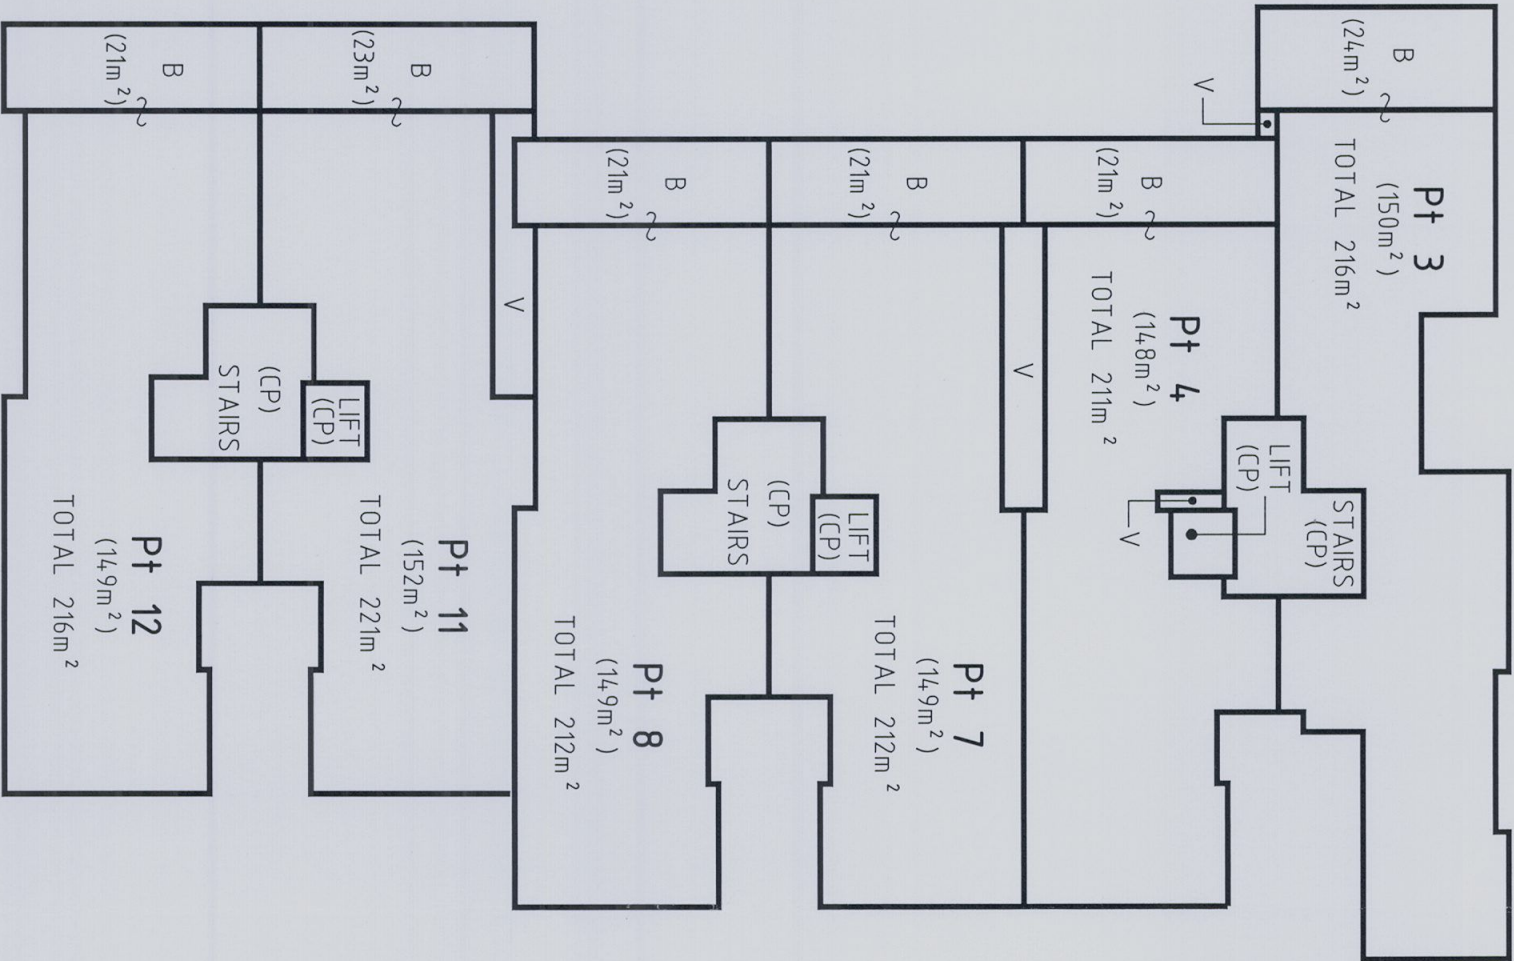 B
(24m²)
V
Pt 3
(150m²)
TOTAL 216m²
B
(21m²)
Pt 4
(148m²)
TOTAL 211m²
LIFT
(CP)
STAIRS
(CP)
V
V
B
(21m²)
Pt 7
(149m²)
TOTAL 212m²
LIFT
(CP)
(CP)
STAIRS
B
(21m²)
Pt 8
(149m²)
TOTAL 212m²
V
B
(23m²)
Pt 11
(152m²)
TOTAL 221m²
LIFT
(CP)
(CP)
STAIRS
B
(21m²)
Pt 12
(149m²)
TOTAL 216m²